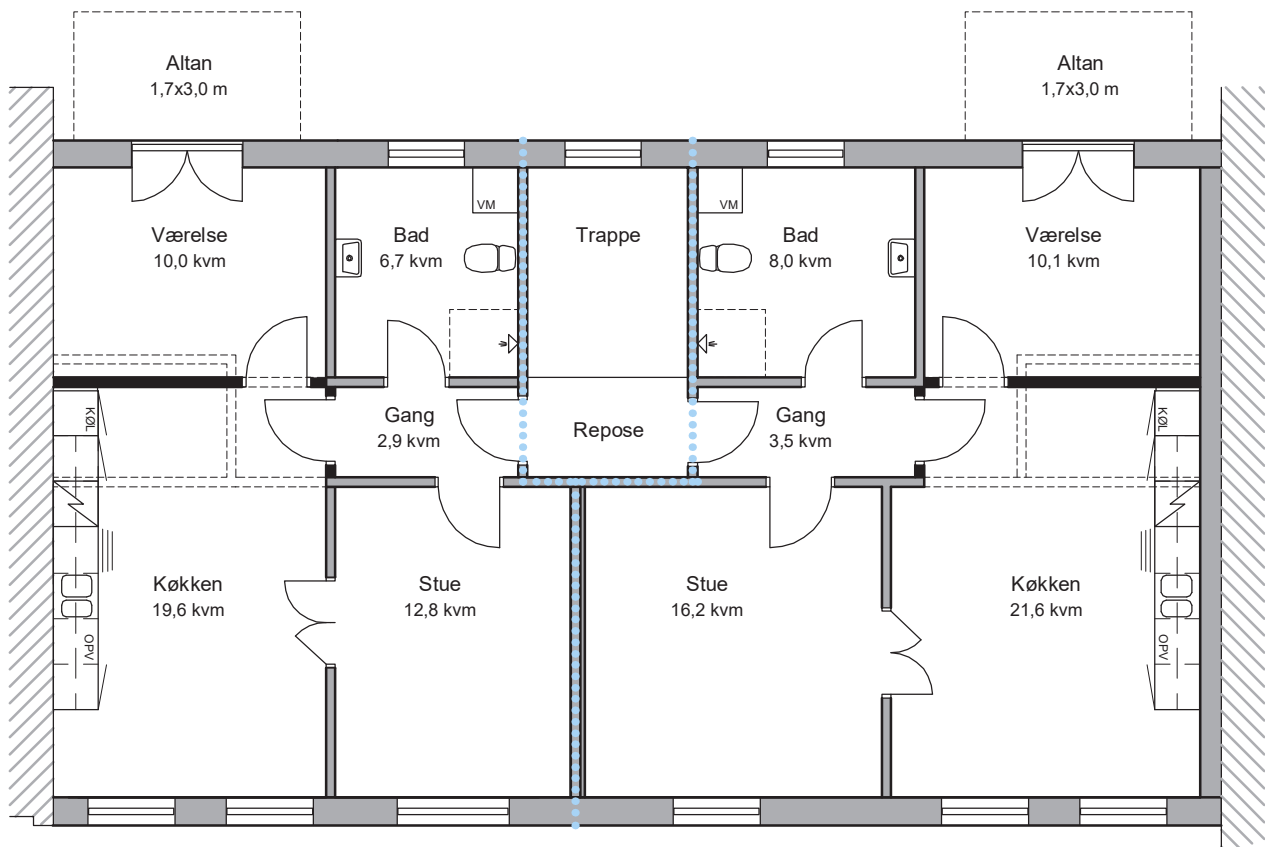 Altan
1,7x3,0 m
Altan
1,7x3,0 m
VM
VM
Værelse
10,0 kvm
Bad
6,7 kvm
Trappe
Bad
8,0 kvm
Værelse
10,1 kvm
KØL
Gang
2,9 kvm
Repose
Gang
3,5 kvm
KØL
Køkken
19,6 kvm
Stue
12,8 kvm
Stue
16,2 kvm
Køkken
21,6 kvm
OPV
OPV